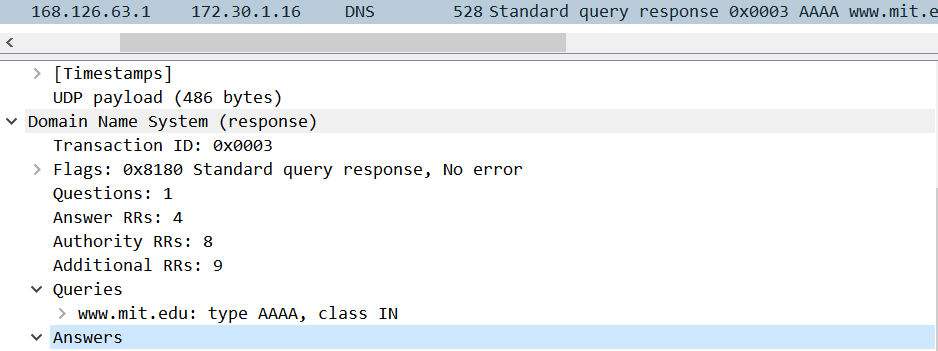 168.126.63.1 172.30.1.16 DNS 528 Standard query response 0x0003 AAAA www.mit.e
[Timestamps]
UDP payload (486 bytes)
Domain Name System (response)
Transaction ID: 0x0003
Flags: 0x8180 Standard query response, No error
Questions: 1
Answer RRs: 4
Authority RRs: 8
Additional RRs: 9
Queries
www.mit.edu: type AAAA, class IN
Answers